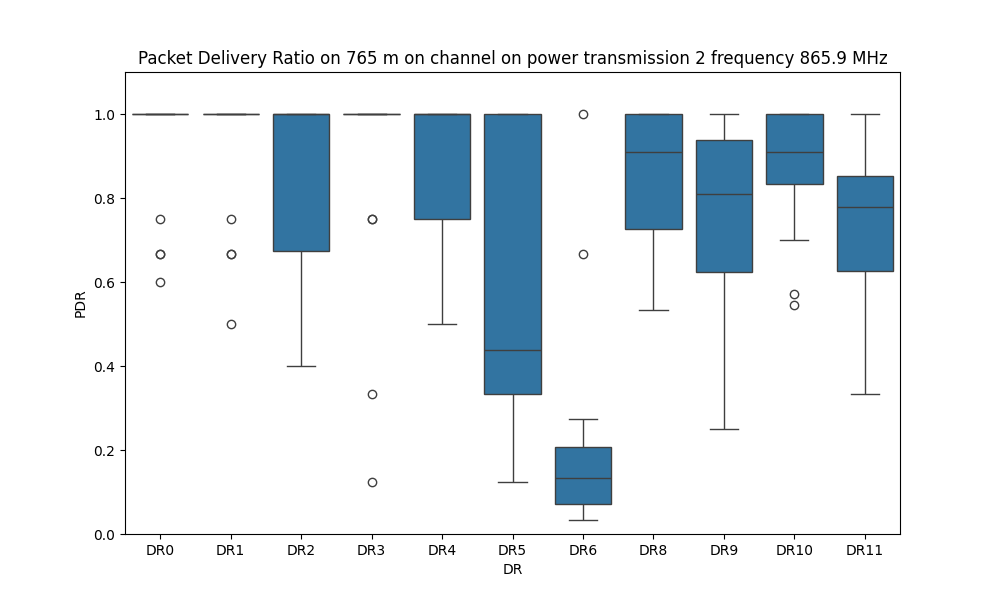 Packet Delivery Ratio on 765 m on channel on power transmission 2 frequency 865.9 MHz
1.0
0.8
0.6
0.4
0.2
0.0
PDR
DR0 DR1 DR2 DR3 DR4 DR5 DR6 DR8 DR9 DR10 DR11
DR